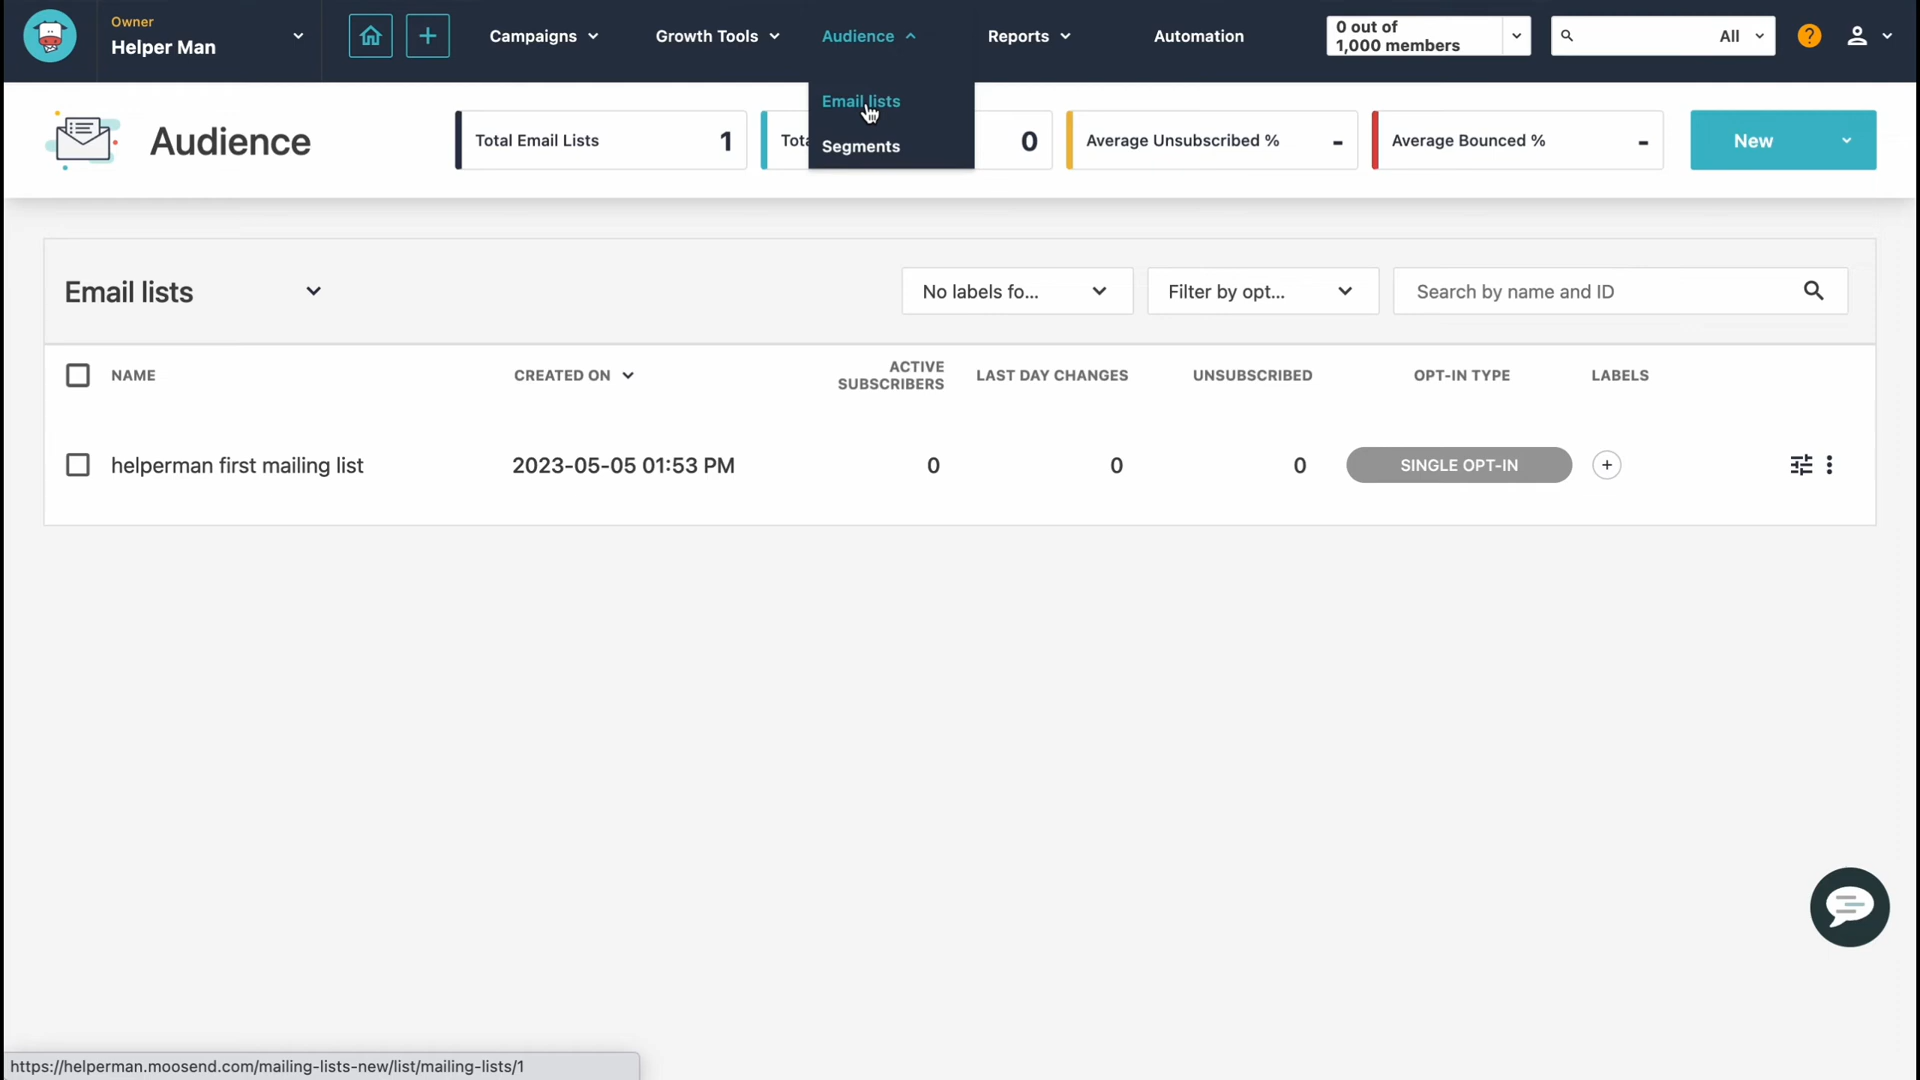 Owner
Helper Man
Campaigns
Growth Tools
Audience
Reports
Automation
0 out of
1,000 members
All
?
Email lists
Segments
Audience
Total Email Lists 1
0
Average Unsubscribed % -
Average Bounced % -
New
Email lists
No labels fo...
Filter by opt...
Search by name and ID
NAME
CREATED ON
ACTIVE
SUBSCRIBERS
LAST DAY CHANGES
UNSUBSCRIBED
OPT-IN TYPE
LABELS
helperman first mailing list
2023-05-05 01:53 PM
0
0
0
SINGLE OPT-IN
https://helperman.moosend.com/mailing-lists-new/list/mailing-lists/1